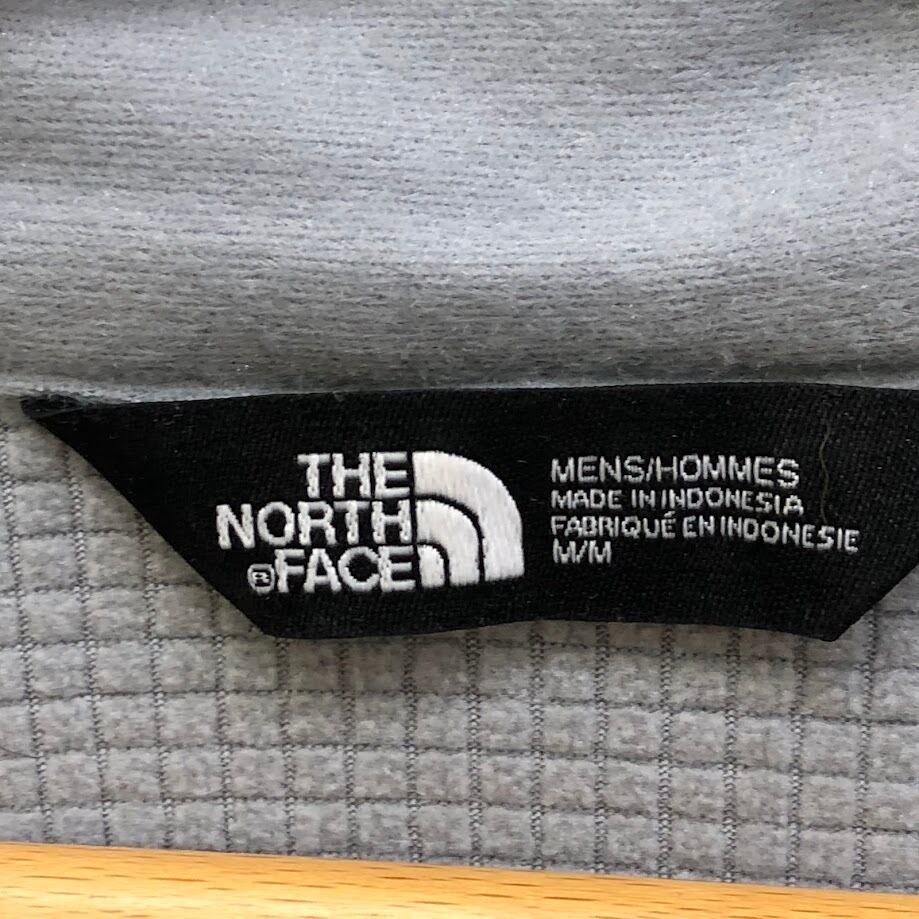 THE
NORTH
®FACE
MENS/HOMMES
MADE IN INDONESIA
FABRIQUÉ EN INDONESIE
M/M